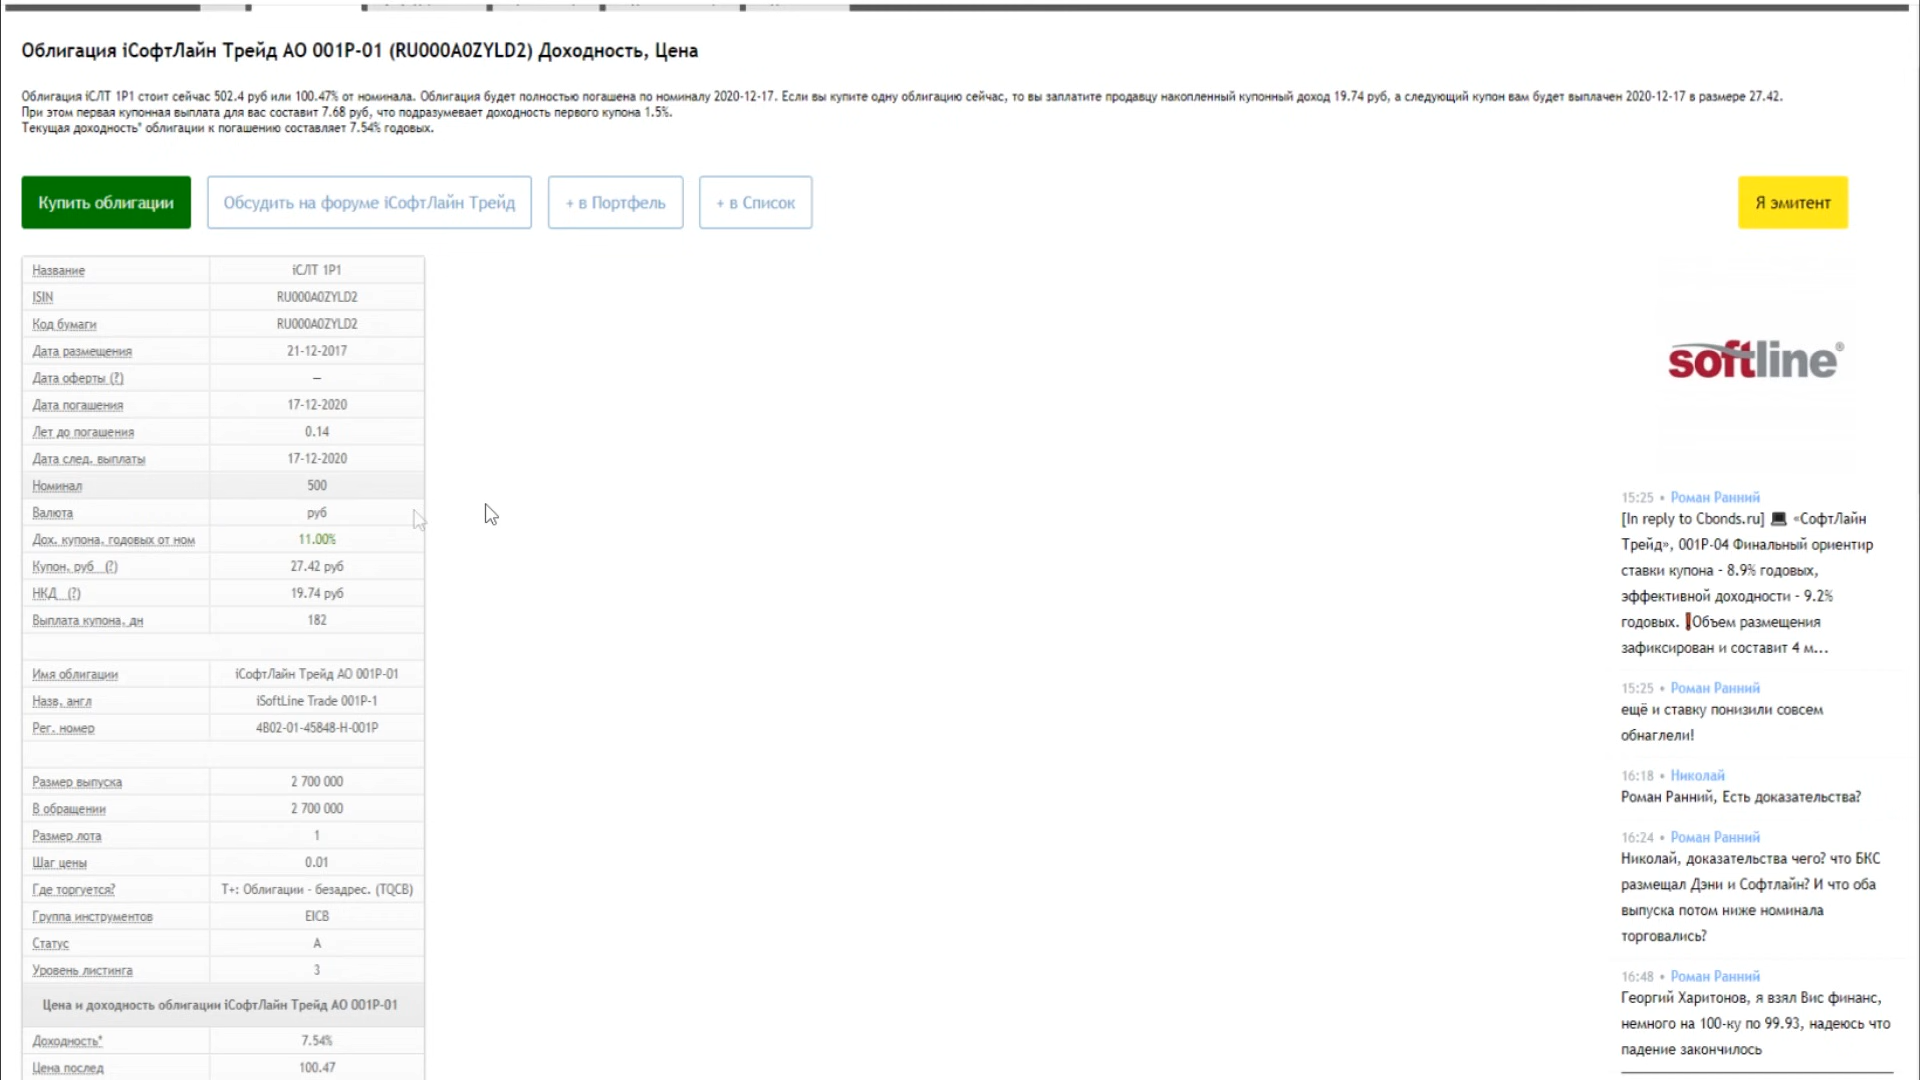 Облигация iСофтЛайн Трейд АО 001P-01 (RU000A0ZYLD2) Доходность, Цена
Облигация iСЛТ 1P1 стоит сейчас 502.4 руб или 100.47% от номинала. Облигация будет полностью погашена по номиналу 2020-12-17. Если вы купите одну облигацию сейчас, то вы заплатите продавцу накопленный купонный доход 19.74 руб, а следующий купон вам будет выплачен 2020-12-17 в размере 27.42.
При этом первая купонная выплата для вас составит 7.68 руб, что подразумевает доходность первого купона 1.5%.
Текущая доходность* облигации к погашению составляет 7.54% годовых.
Купить облигации
Обсудить на форуме iСофтЛайн Трейд
+ в Портфель
+ в Список
Я эмитент
Название iСЛТ 1P1
ISIN RU000A0ZYLD2
Код бумаги RU000A0ZYLD2
Дата размещения 21-12-2017
Дата оферты (?) —
Дата погашения 17-12-2020
Лет до погашения 0.14
Дата след. выплаты 17-12-2020
Номинал 500
Валюта руб
Дох. купона, годовых от ном 11.00%
Купон, руб (?) 27.42 руб
НКД (?) 19.74 руб
Выплата купона, дн 182
Имя облигации iСофтЛайн Трейд АО 001P-01
Назв. англ iSoftLine Trade 001P-1
Рег. номер 4B02-01-45848-H-001P
Размер выпуска 2 700 000
В обращении 2 700 000
Размер лота 1
Шаг цены 0.01
Где торгуется? Т+: Облигации - безадрес. (TQCB)
Группа инструментов EICB
Статус A
Уровень листинга 3
Цена и доходность облигации iСофтЛайн Трейд АО 001P-01
Доходность* 7.54%
Цена послед 100.47
softline®
15:25 • Роман Ранний
[In reply to Cbonds.ru] 💻 «СофтЛайн
Трейд», 001P-04 Финальный ориентир
ставки купона - 8.9% годовых,
эффективной доходности - 9.2%
годовых. ❗Объем размещения
зафиксирован и составит 4 м...
15:25 • Роман Ранний
ещё и ставку понизили совсем
обнаглели!
16:18 • Николай
Роман Ранний, Есть доказательства?
16:24 • Роман Ранний
Николай, доказательства чего? что БКС
размещал Дэни и Софтлайн? И что оба
выпуска потом ниже номинала
торговались?
16:48 • Роман Ранний
Георгий Харитонов, я взял Вис финанс,
немного на 100-ку по 99.93, надеюсь что
падение закончилось